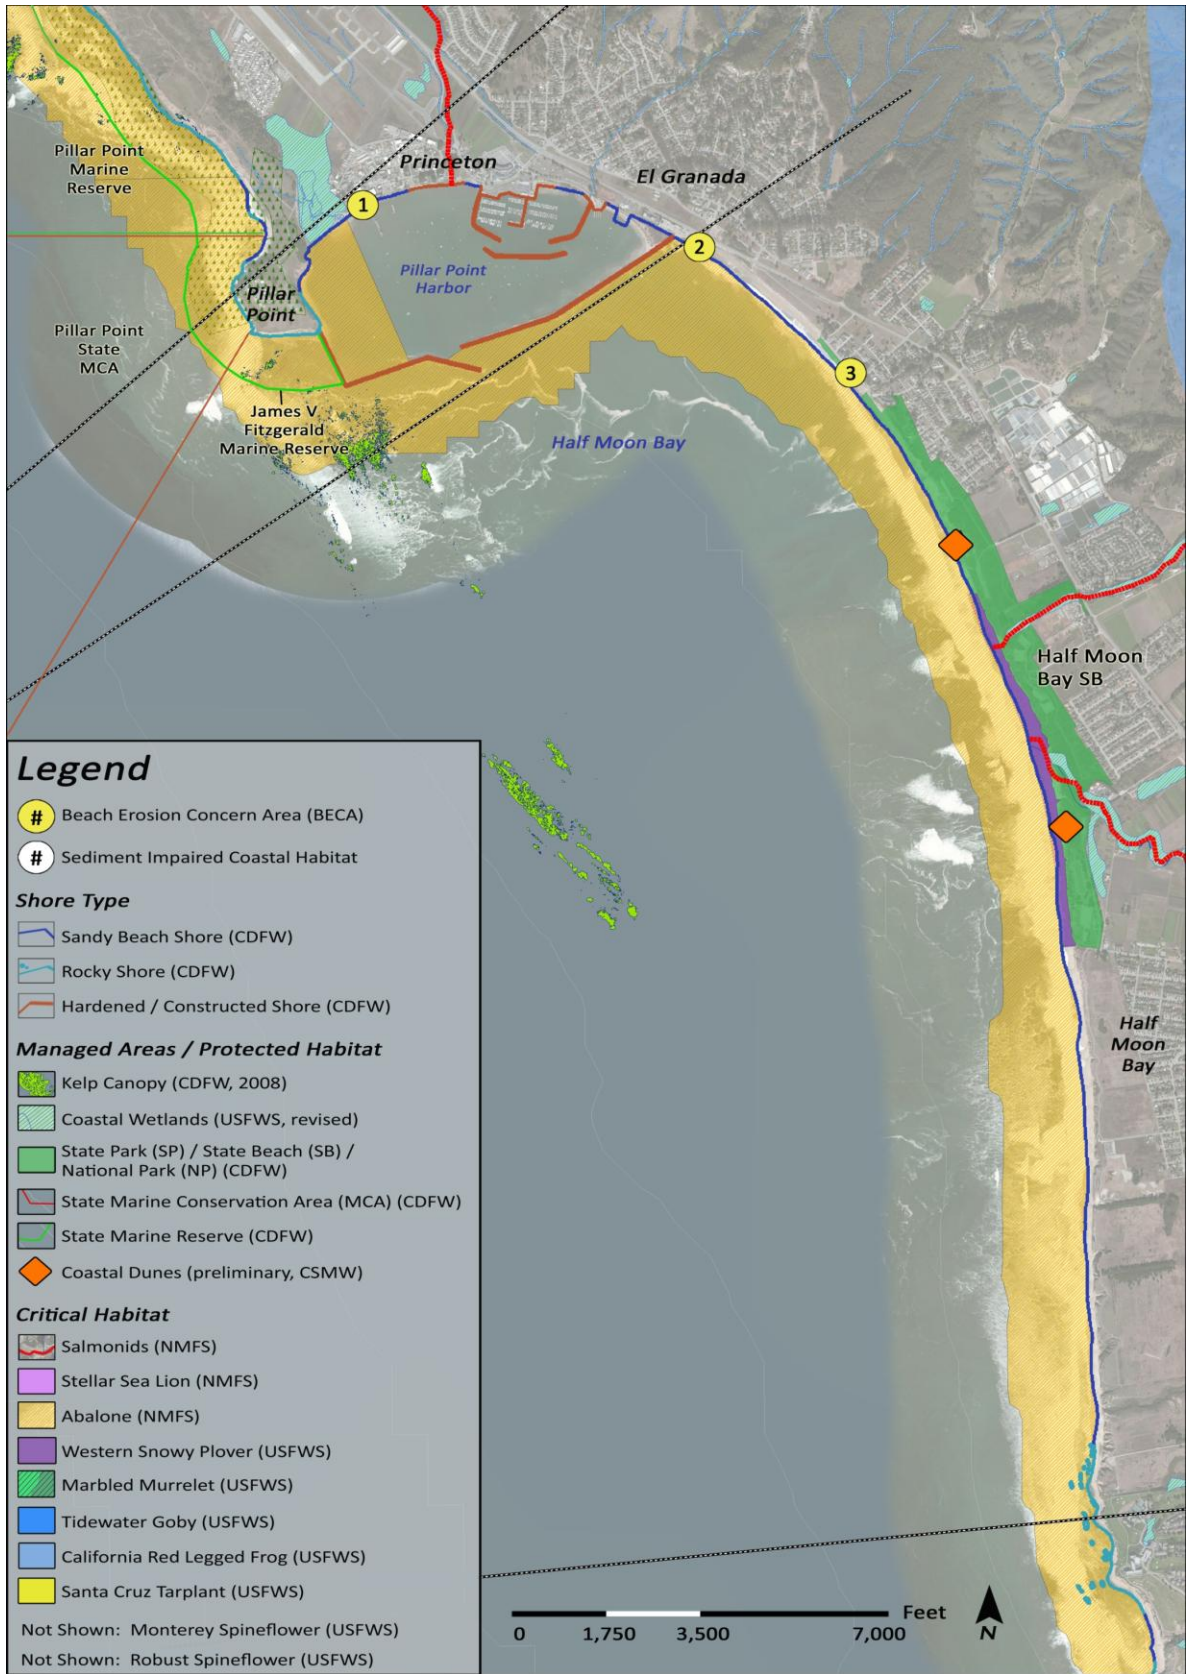 Pillar Point
Marine
Reserve
Princeton
El Granada
1
2
Pillar Point
Harbor
Pillar
Point
Pillar Point
State
MCA
3
James V
Fitzgerald
Marine Reserve
Half Moon Bay
Half Moon
Bay SB
Half
Moon
Bay
Legend
# Beach Erosion Concern Area (BECA)
# Sediment Impaired Coastal Habitat
Shore Type
Sandy Beach Shore (CDFW)
Rocky Shore (CDFW)
Hardened / Constructed Shore (CDFW)
Managed Areas / Protected Habitat
Kelp Canopy (CDFW, 2008)
Coastal Wetlands (USFWS, revised)
State Park (SP) / State Beach (SB) /
National Park (NP) (CDFW)
State Marine Conservation Area (MCA) (CDFW)
State Marine Reserve (CDFW)
Coastal Dunes (preliminary, CSMW)
Critical Habitat
Salmonids (NMFS)
Stellar Sea Lion (NMFS)
Abalone (NMFS)
Western Snowy Plover (USFWS)
Marbled Murrelet (USFWS)
Tidewater Goby (USFWS)
California Red Legged Frog (USFWS)
Santa Cruz Tarplant (USFWS)
Not Shown: Monterey Spineflower (USFWS)
Not Shown: Robust Spineflower (USFWS)
Feet
0 1,750 3,500 7,000
N